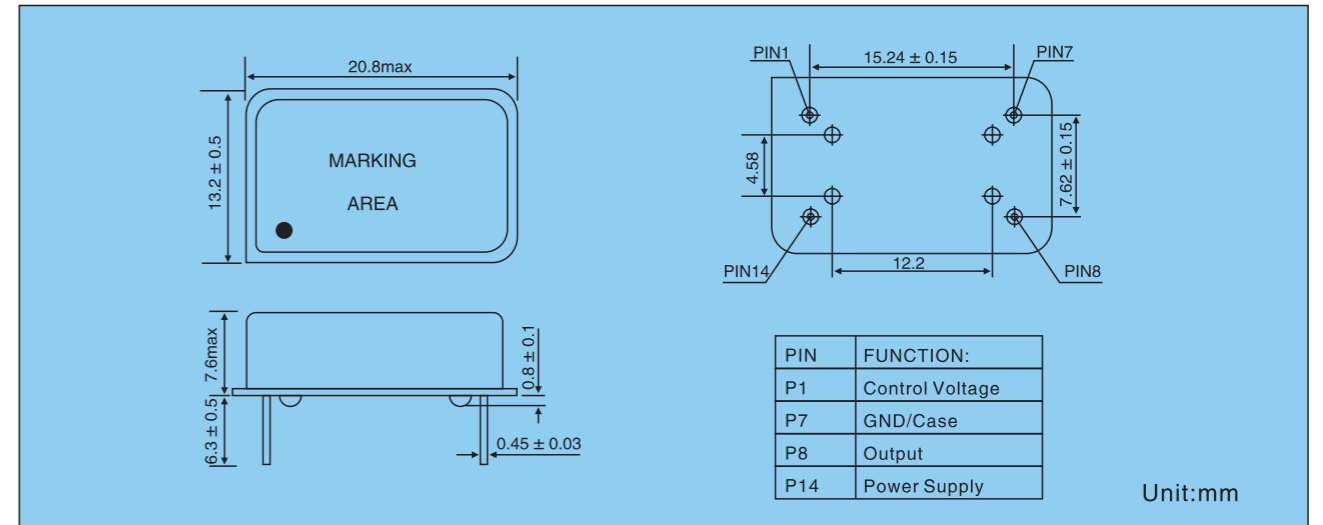 20.8max
13.2 ± 0.5
MARKING
AREA
PIN1
15.24 ± 0.15
PIN7
4.58
7.62 ± 0.15
PIN14
12.2
PIN8
7.6max
0.8 ± 0.1
6.3 ± 0.5
0.45 ± 0.03
PIN FUNCTION:
P1 Control Voltage
P7 GND/Case
P8 Output
P14 Power Supply
Unit:mm